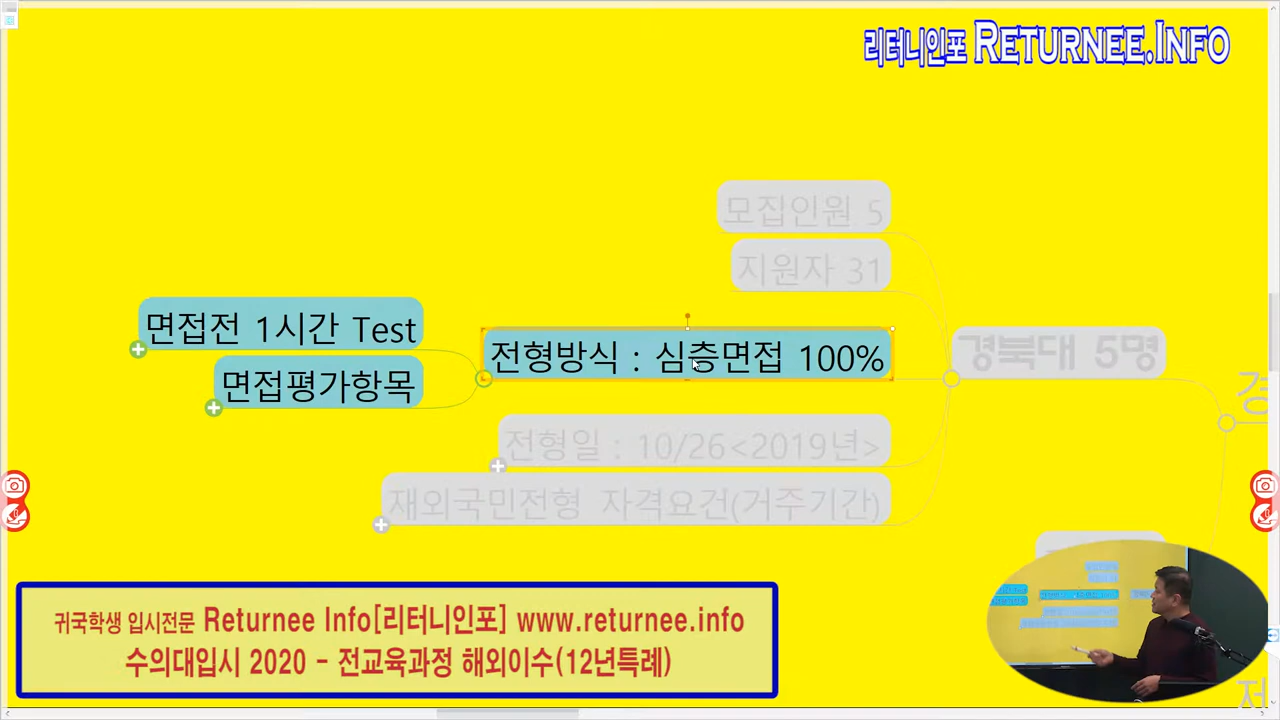 리터니인포 RETURNEE.INFO
모집인원 5
지원자 31
면접전 1시간 Test
전형방식 : 심층면접 100%
경북대 5명
면접평가항목
경
전형일 : 10/26<2019년>
재외국민전형 자격요건(거주기간)
귀국학생 입시전문 Returnee Info[리터니인포] www.returnee.info
수의대입시 2020 - 전교육과정 해외이수(12년특례)